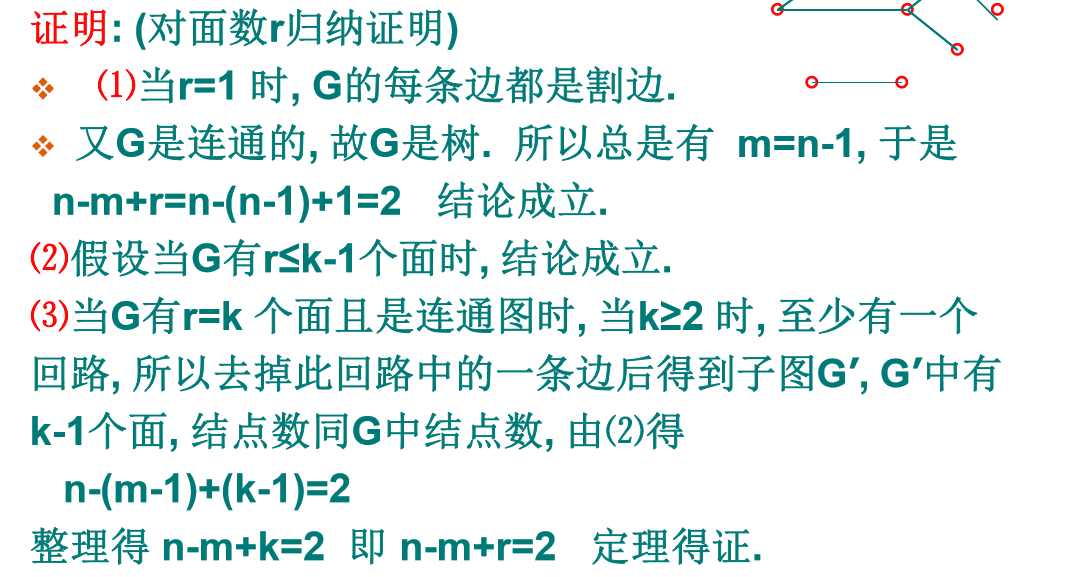 证明: (对面数r归纳证明)
⑴当r=1 时, G的每条边都是割边.
又G是连通的, 故G是树. 所以总是有 m=n-1, 于是
n-m+r=n-(n-1)+1=2 结论成立.
⑵假设当G有r≤k-1个面时, 结论成立.
⑶当G有r=k 个面且是连通图时, 当k≥2 时, 至少有一个
回路, 所以去掉此回路中的一条边后得到子图G′, G′中有
k-1个面, 结点数同G中结点数, 由⑵得
n-(m-1)+(k-1)=2
整理得 n-m+k=2 即 n-m+r=2 定理得证.